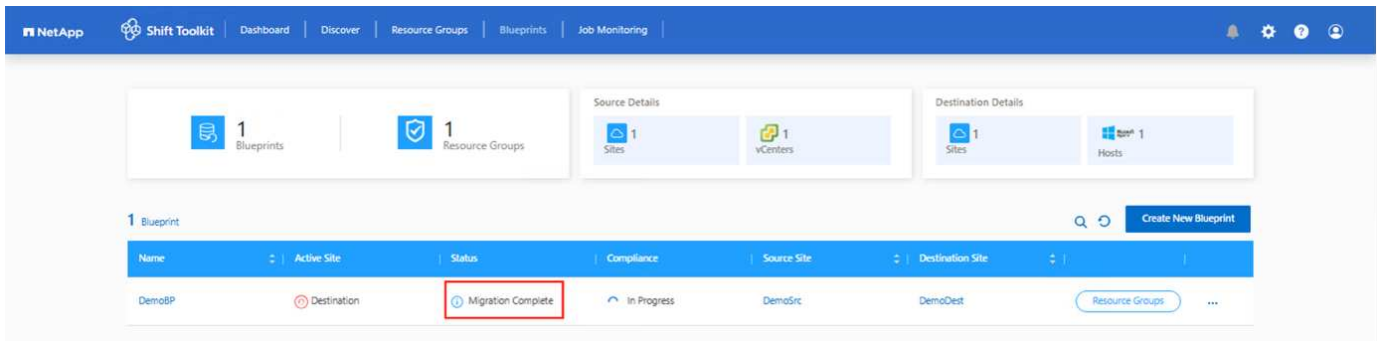 NetApp Shift Toolkit Dashboard Discover Resource Groups Blueprints Job Monitoring
Source Details
Destination Details
1
Blueprints
1
Resource Groups
1
Sites
1
vCenters
1
Sites
1
Hosts
1 Blueprint
Create New Blueprint
Name Active Site Status Compliance Source Site Destination Site
DemoBP Destination Migration Complete In Progress DemoSrc DemoDest Resource Groups ...